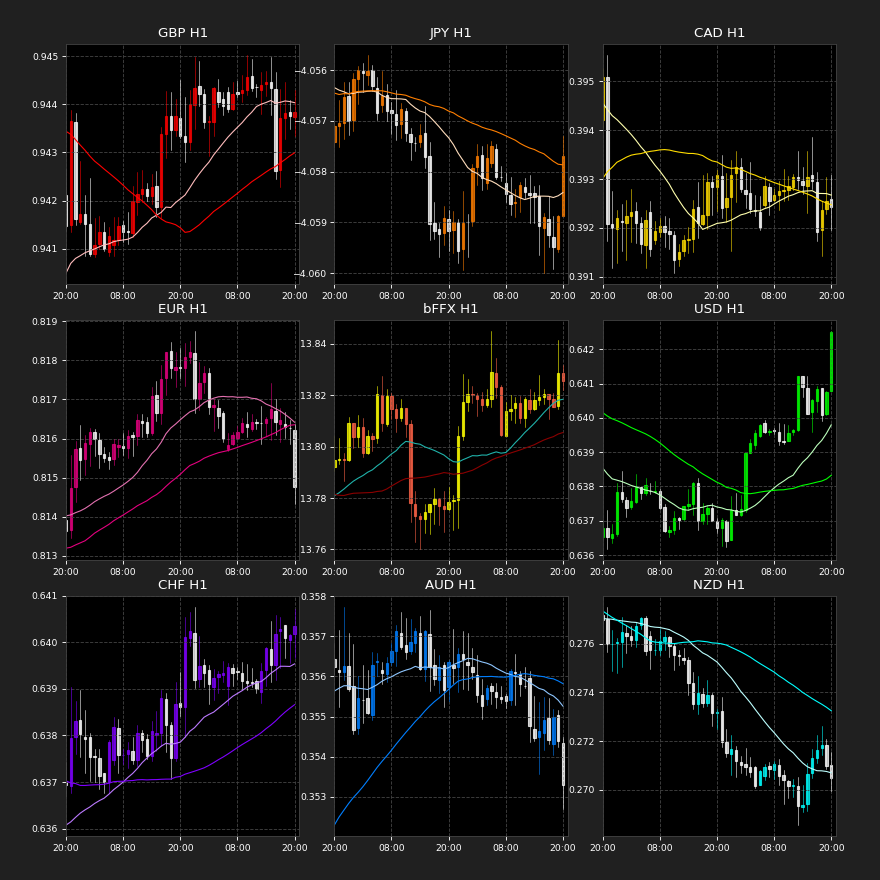 GBP H1
0.945
0.944
0.943
0.942
0.941
20:00 08:00 20:00 08:00 20:00
JPY H1
−4.056
−4.057
−4.058
−4.059
−4.060
20:00 08:00 20:00 08:00 20:00
CAD H1
0.395
0.394
0.393
0.392
0.391
20:00 08:00 20:00 08:00 20:00
EUR H1
0.819
0.818
0.817
0.816
0.815
0.814
0.813
20:00 08:00 20:00 08:00 20:00
bFFX H1
13.84
13.82
13.80
13.78
13.76
20:00 08:00 20:00 08:00 20:00
USD H1
0.642
0.641
0.640
0.639
0.638
0.637
0.636
20:00 08:00 20:00 08:00 20:00
CHF H1
0.641
0.640
0.639
0.638
0.637
0.636
20:00 08:00 20:00 08:00 20:00
AUD H1
0.358
0.357
0.356
0.355
0.354
0.353
20:00 08:00 20:00 08:00 20:00
NZD H1
0.276
0.274
0.272
0.270
20:00 08:00 20:00 08:00 20:00